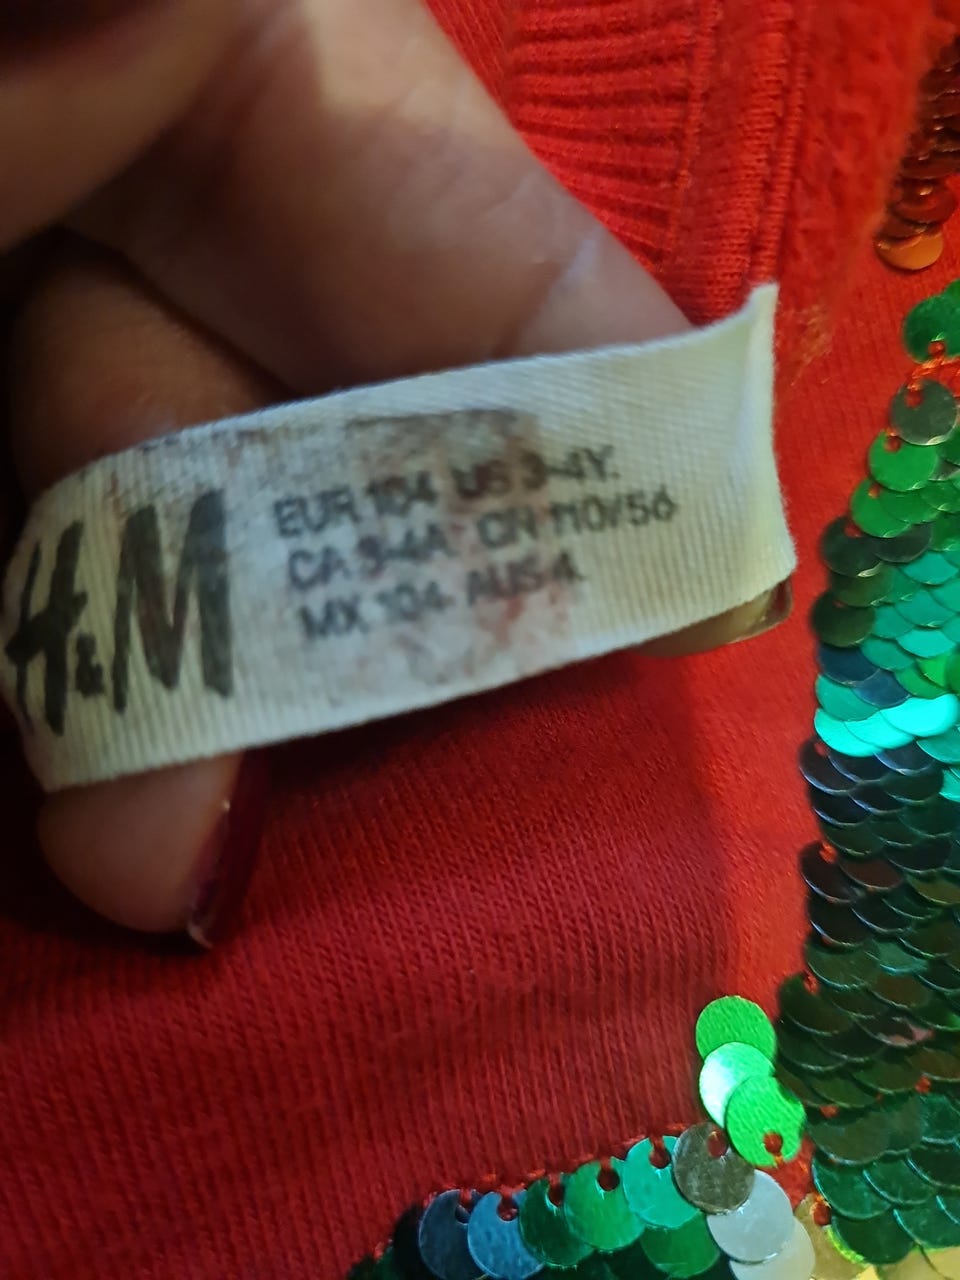 H&M
EUR 104 US 3-4Y.
CA 3-4A CN 110/56
MX 104 AUS 4